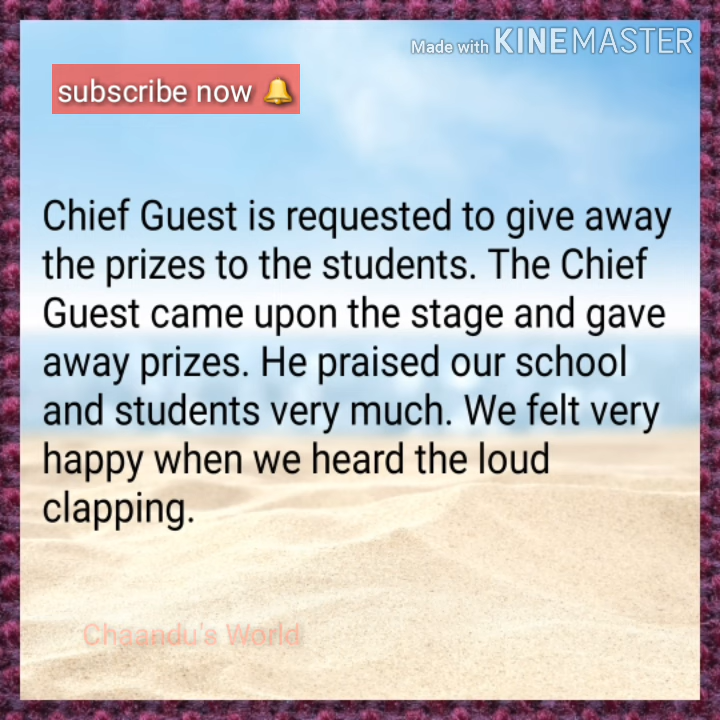 Made with KINEMASTER
subscribe now 🔔
Chief Guest is requested to give away
the prizes to the students. The Chief
Guest came upon the stage and gave
away prizes. He praised our school
and students very much. We felt very
happy when we heard the loud
clapping.
Chaandu's World